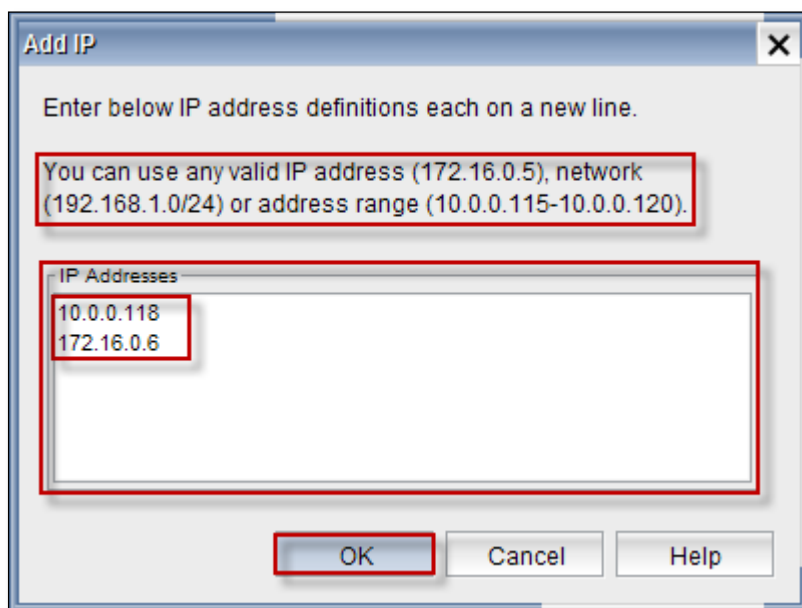 Add IP
Enter below IP address definitions each on a new line.
You can use any valid IP address (172.16.0.5), network
(192.168.1.0/24) or address range (10.0.0.115-10.0.0.120).
IP Addresses
10.0.0.118
172.16.0.6
OK Cancel Help